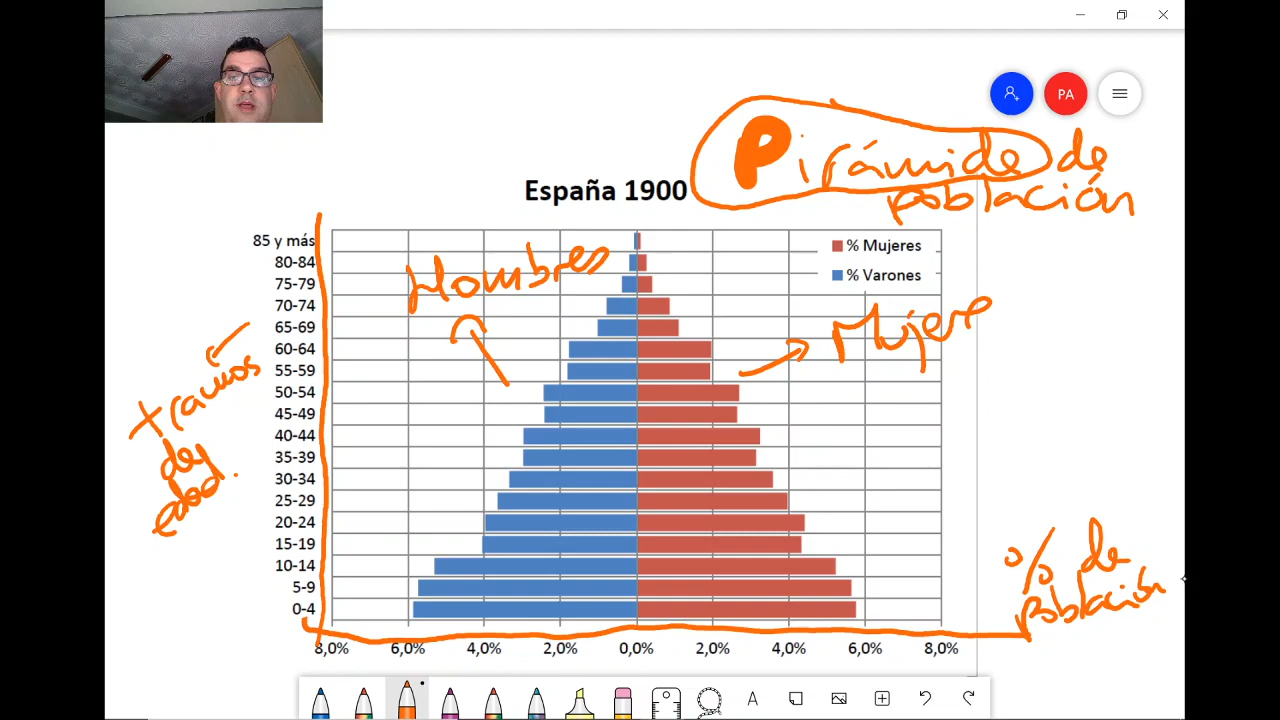 PA
Pirámide de
población
España 1900
85 y más
80-84
75-79
70-74
65-69
60-64
55-59
50-54
45-49
40-44
35-39
30-34
25-29
20-24
15-19
10-14
5-9
0-4
Hombres
% Mujeres
% Varones
Mujere
tramos
de
edad.
% de
población
8,0% 6,0% 4,0% 2,0% 0,0% 2,0% 4,0% 6,0% 8,0%
A